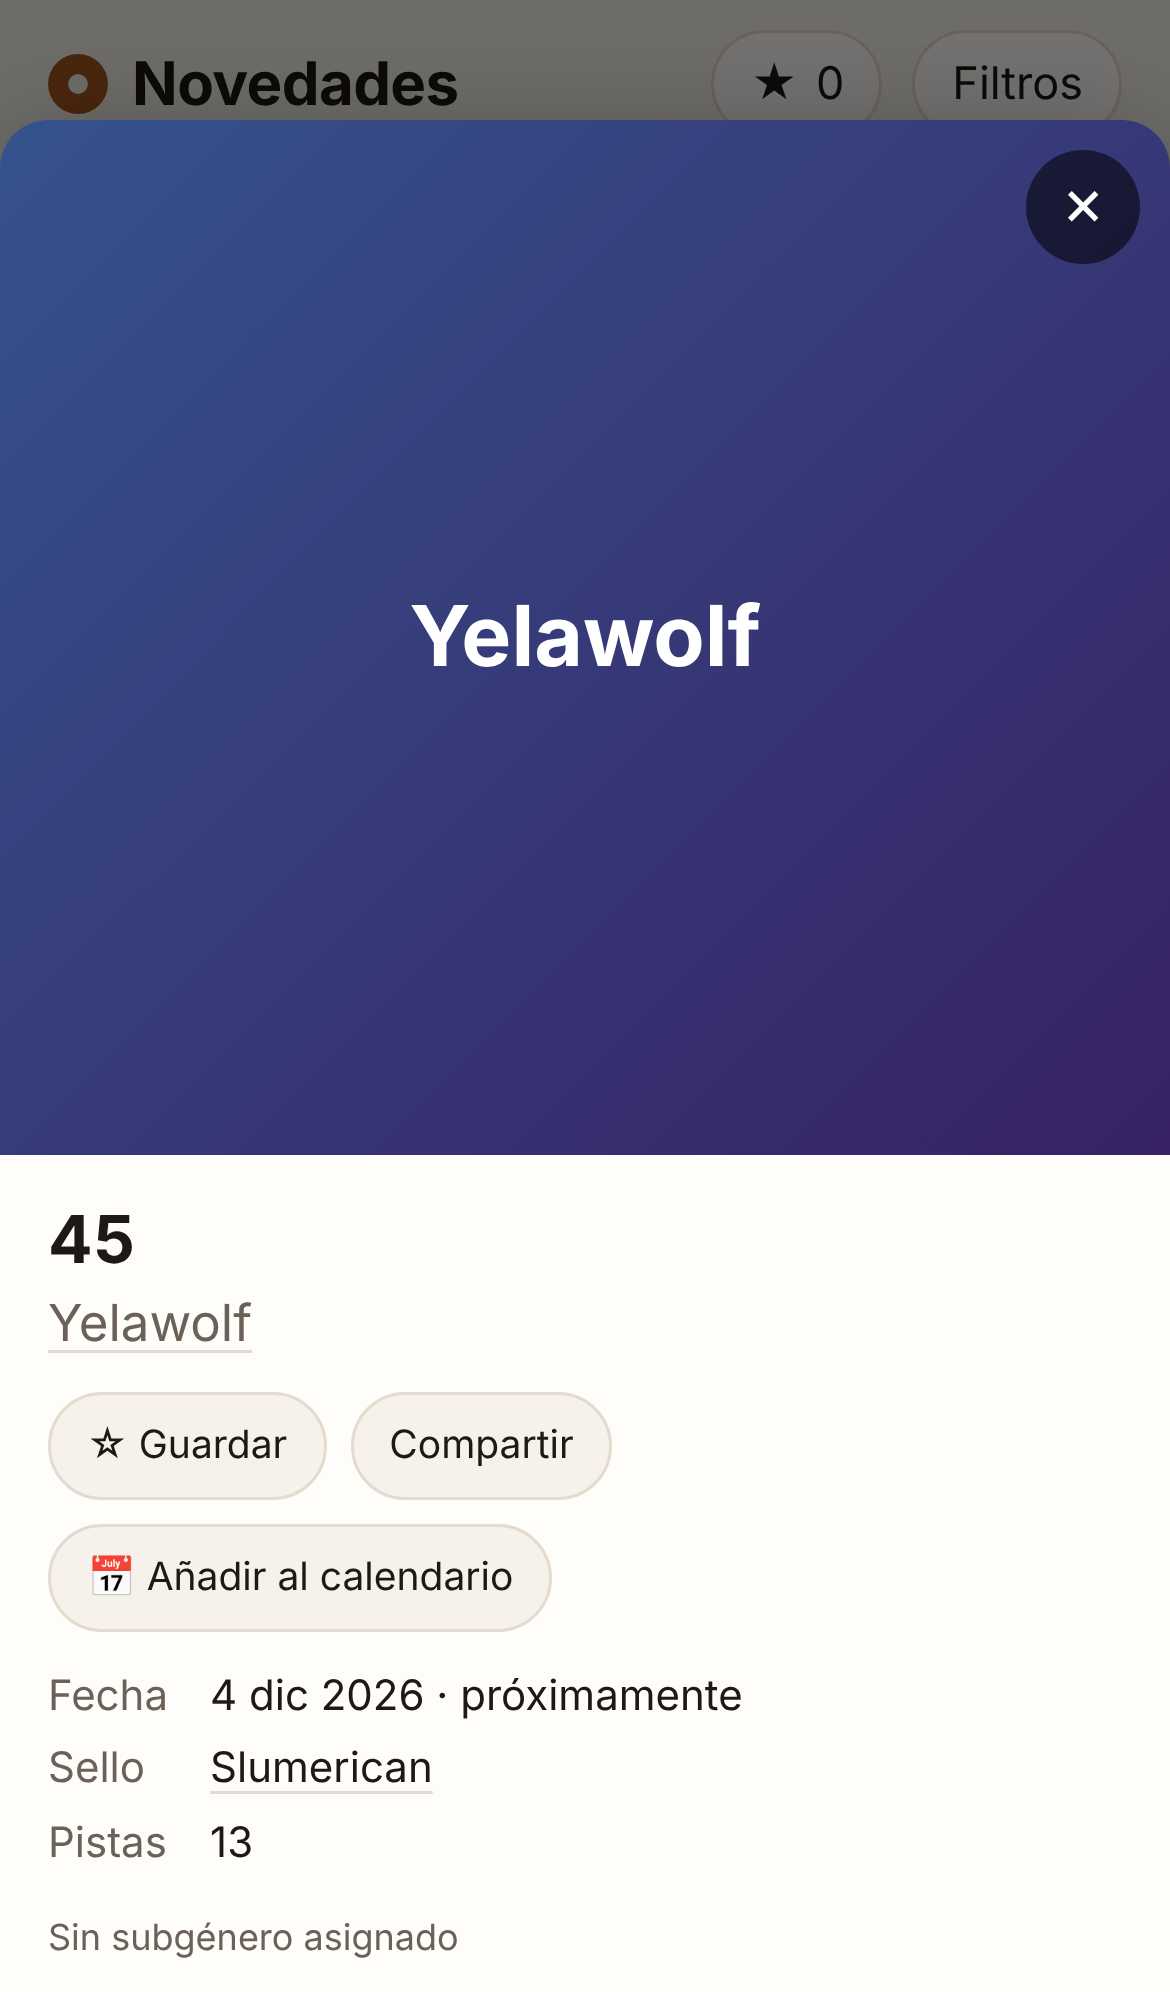 Novedades
★ 0
Filtros
✕
Yelawolf
45
Yelawolf
☆ Guardar
Compartir
📅 Añadir al calendario
Fecha 4 dic 2026 · próximamente
Sello Slumerican
Pistas 13
Sin subgénero asignado